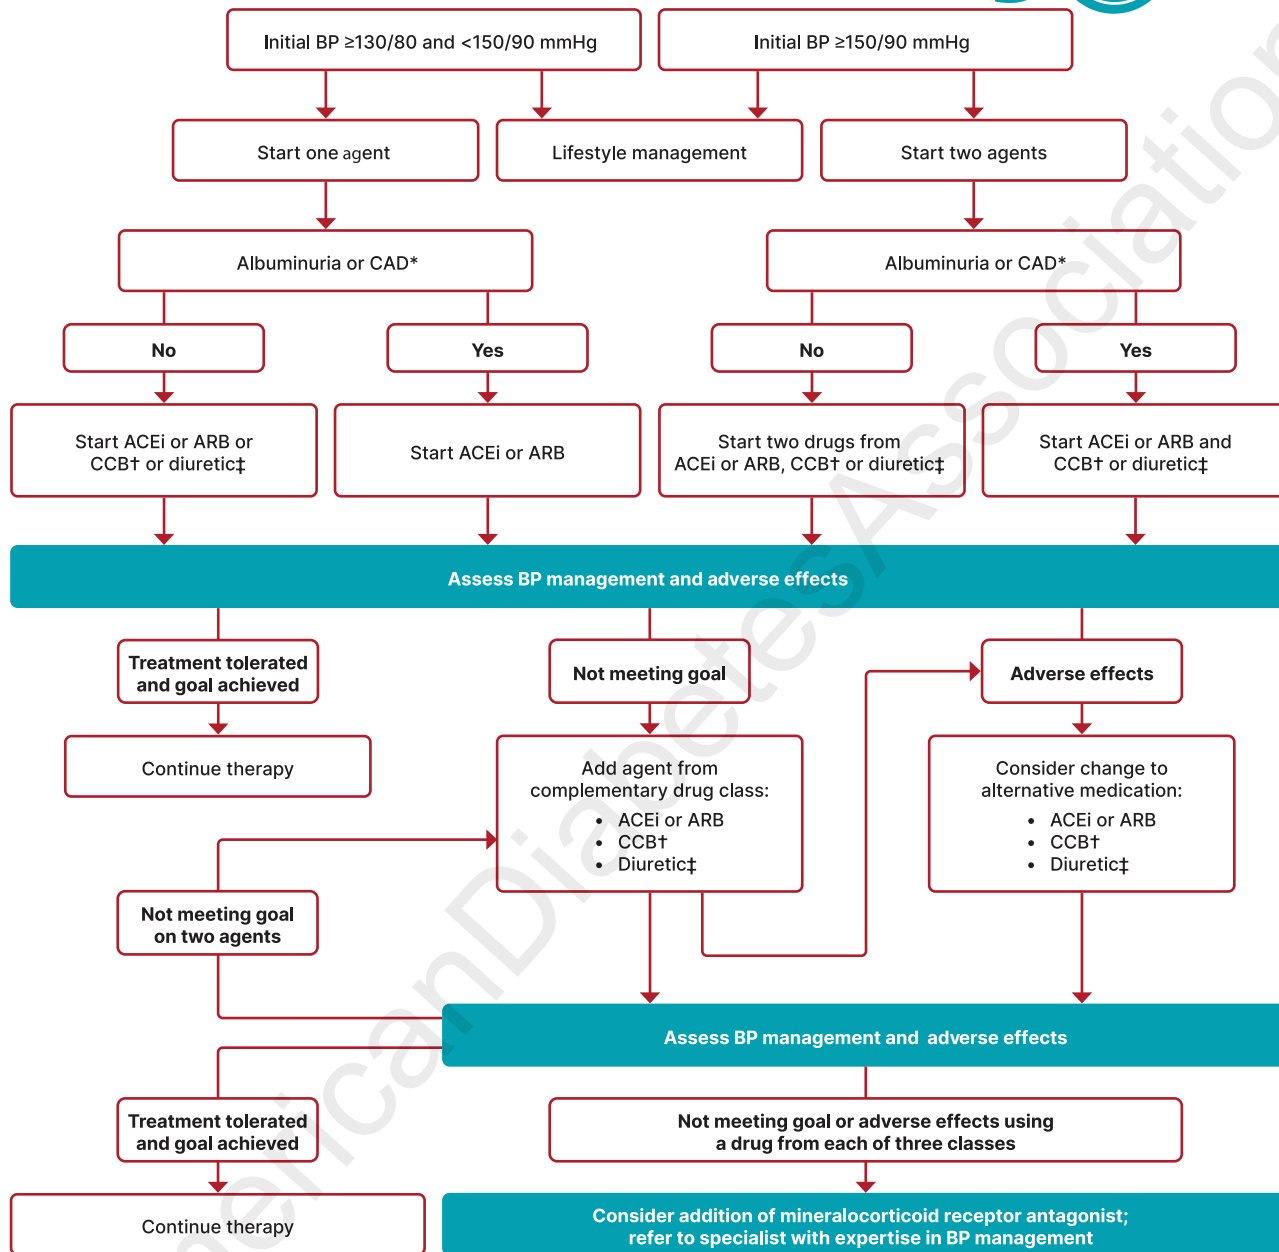 Initial BP ≥130/80 and <150/90 mmHg
Initial BP ≥150/90 mmHg
Start one agent
Lifestyle management
Start two agents
Albuminuria or CAD*
Albuminuria or CAD*
No
Yes
No
Yes
Start ACEi or ARB or
CCB† or diuretic‡
Start ACEi or ARB
Start two drugs from
ACEi or ARB, CCB† or diuretic‡
Start ACEi or ARB and
CCB† or diuretic‡
Assess BP management and adverse effects
Treatment tolerated
and goal achieved
Not meeting goal
Adverse effects
Continue therapy
Add agent from
complementary drug class:
• ACEi or ARB
• CCB†
• Diuretic‡
Consider change to
alternative medication:
• ACEi or ARB
• CCB†
• Diuretic‡
Not meeting goal
on two agents
Assess BP management and adverse effects
Treatment tolerated
and goal achieved
Not meeting goal or adverse effects using
a drug from each of three classes
Continue therapy
Consider addition of mineralocorticoid receptor antagonist;
refer to specialist with expertise in BP management
mericanDiabetesAssociation